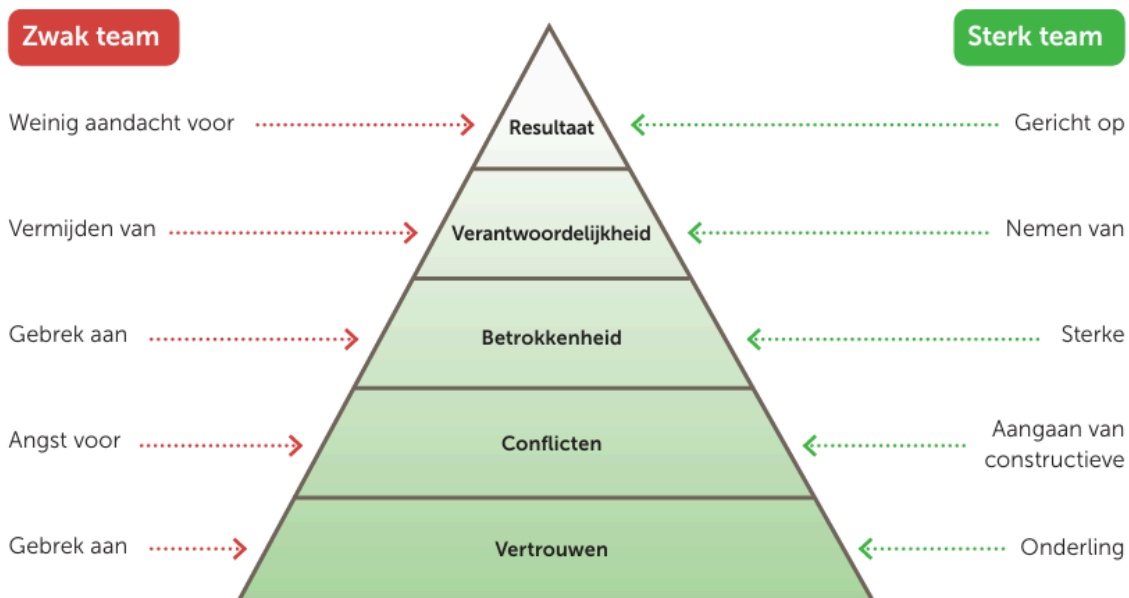 Zwak team
Sterk team
Weinig aandacht voor
Resultaat
Gericht op
Vermijden van
Verantwoordelijkheid
Nemen van
Gebrek aan
Betrokkenheid
Sterke
Angst voor
Conflicten
Aangaan van
constructieve
Gebrek aan
Vertrouwen
Onderling